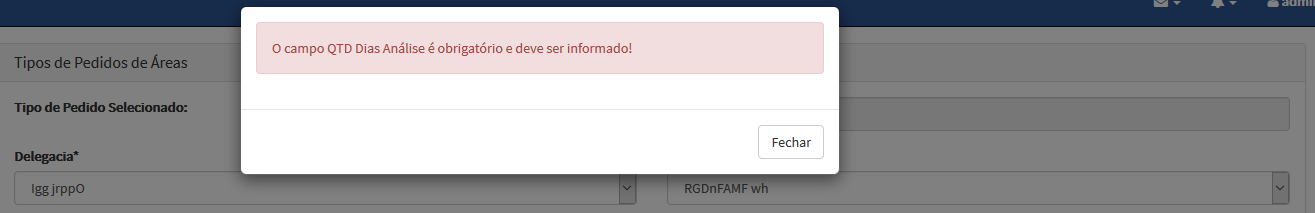 admin
O campo QTD Dias Análise é obrigatório e deve ser informado!
Tipos de Pedidos de Áreas
Tipo de Pedido Selecionado:
Fechar
Delegacia*
Igg jrppO
RGDnFAMF wh